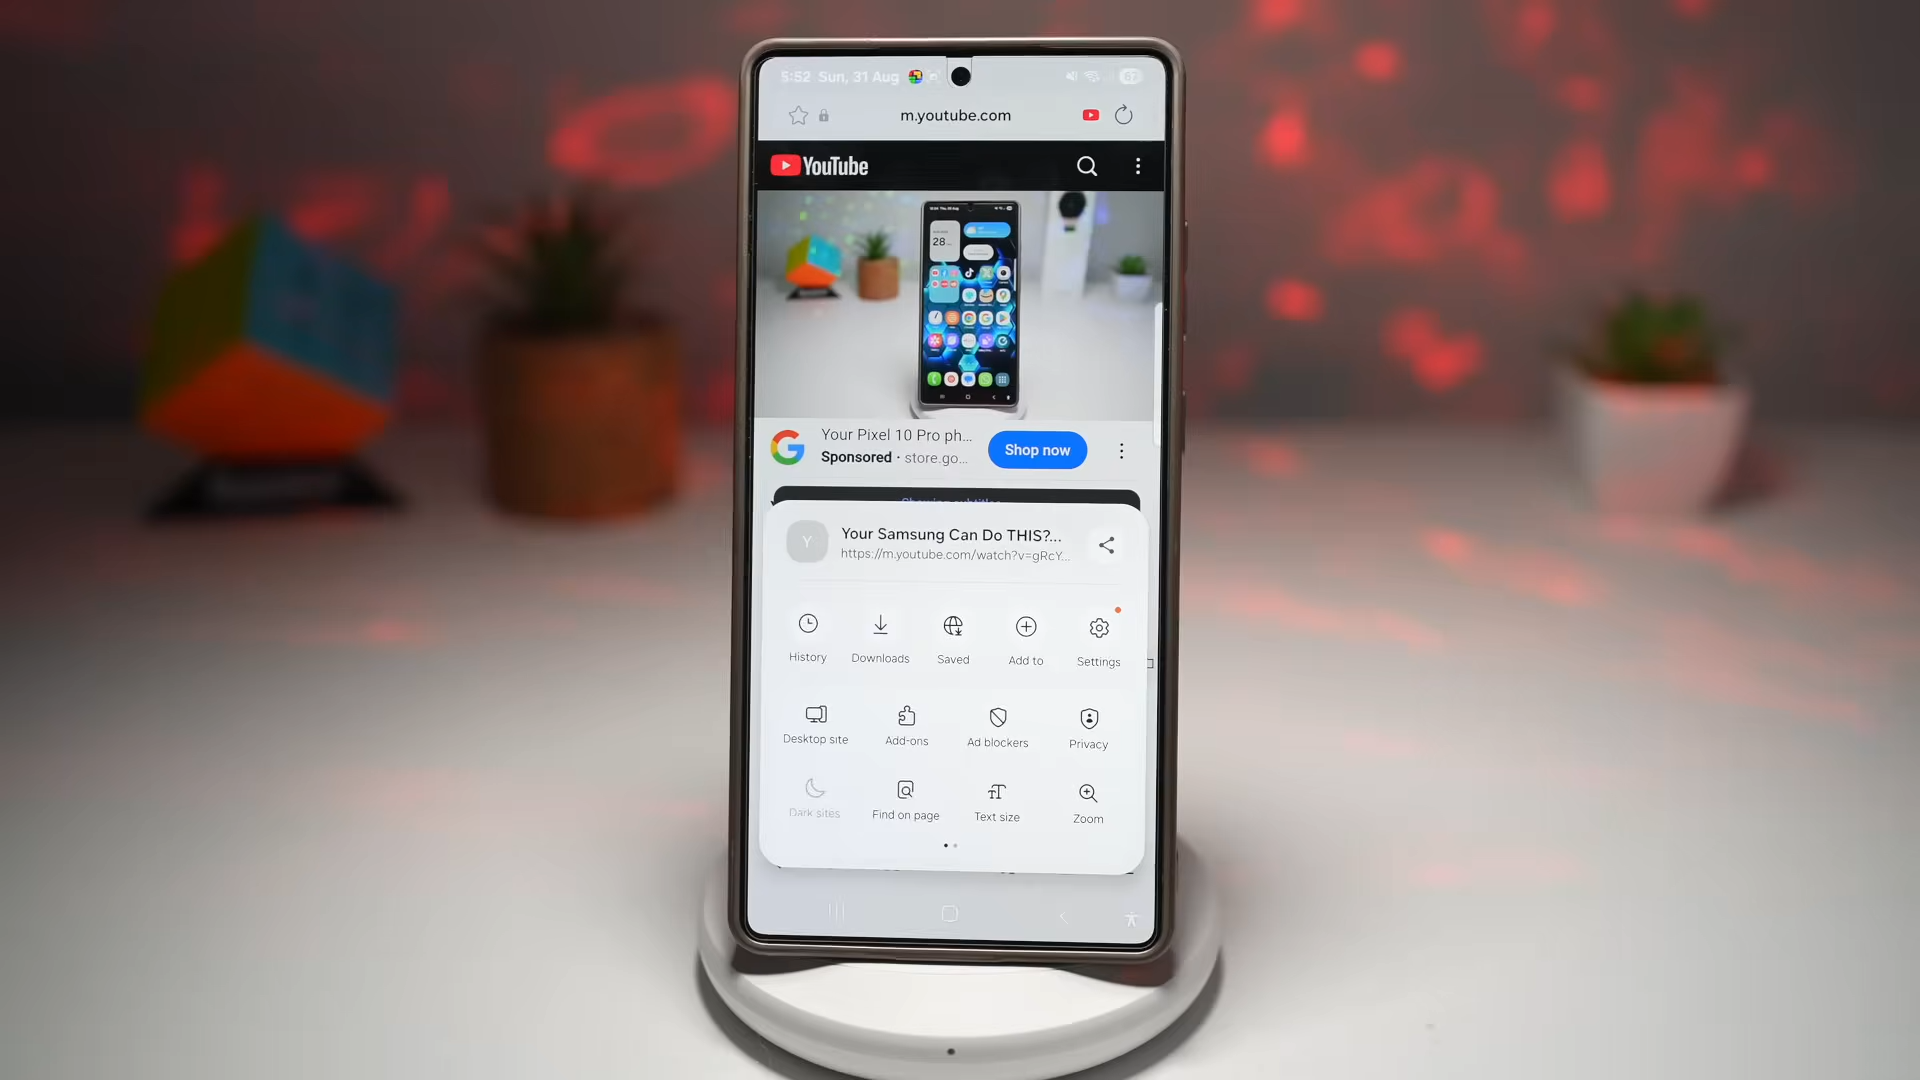 5:52 Sun, 31 Aug
67
m.youtube.com
YouTube
28
Your Pixel 10 Pro ph...
Sponsored · store.go...
Shop now
Y
Your Samsung Can Do THIS?...
https://m.youtube.com/watch?v=gRcY...
History
Downloads
Saved
Add to
Settings
Desktop site
Add-ons
Ad blockers
Privacy
Dark sites
Find on page
Text size
Zoom